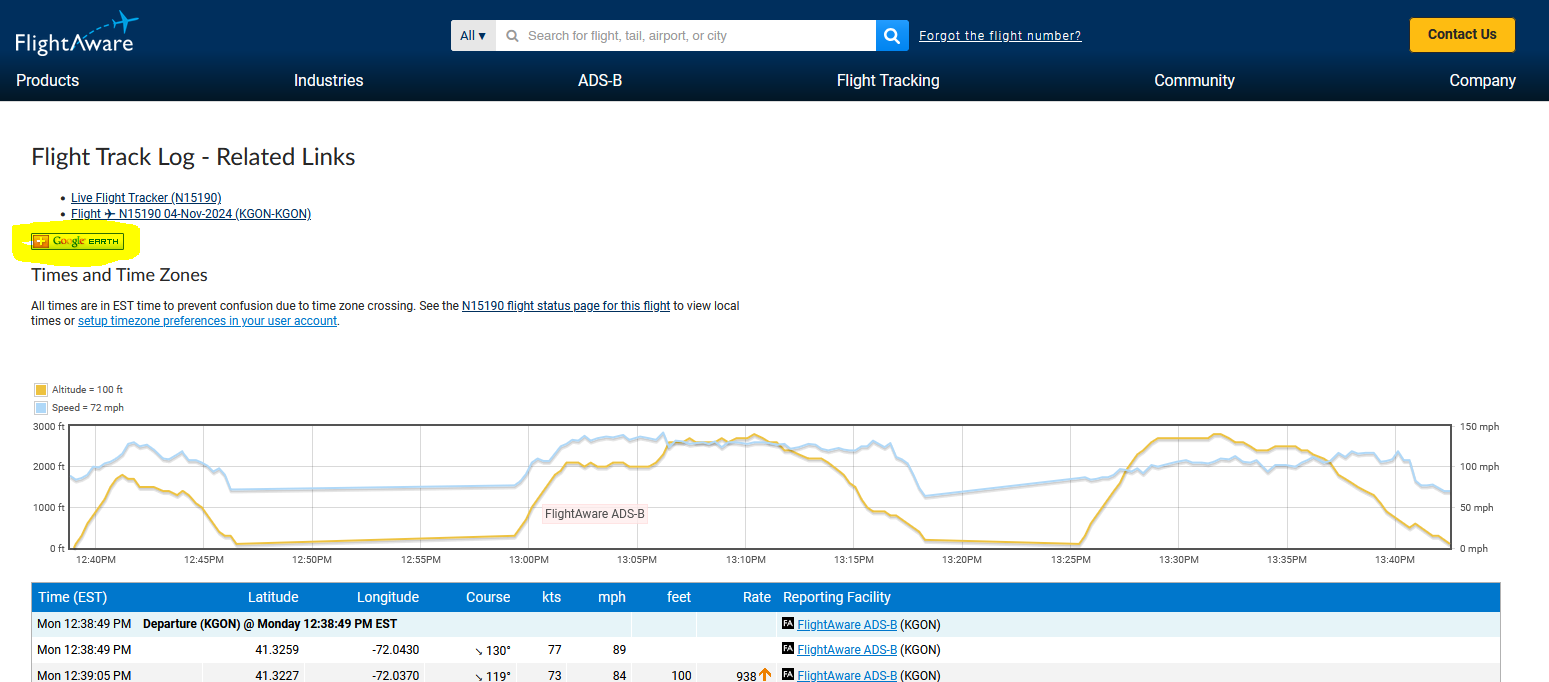 FlightAware
All ▾ Search for flight, tail, airport, or city Forgot the flight number? Contact Us
Products Industries ADS-B Flight Tracking Community Company
Flight Track Log - Related Links
• Live Flight Tracker (N15190)
• Flight ✈ N15190 04-Nov-2024 (KGON-KGON)
+ Google EARTH
Times and Time Zones
All times are in EST time to prevent confusion due to time zone crossing. See the N15190 flight status page for this flight to view local
times or setup timezone preferences in your user account.
Altitude = 100 ft
Speed = 72 mph
3000 ft 150 mph
2000 ft 100 mph
1000 ft 50 mph
FlightAware ADS-B
0 ft 0 mph
12:40PM 12:45PM 12:50PM 12:55PM 13:00PM 13:05PM 13:10PM 13:15PM 13:20PM 13:25PM 13:30PM 13:35PM 13:40PM
Time (EST) Latitude Longitude Course kts mph feet Rate Reporting Facility
Mon 12:38:49 PM Departure (KGON) @ Monday 12:38:49 PM EST FA FlightAware ADS-B (KGON)
Mon 12:38:49 PM 41.3259 -72.0430 ↘ 130° 77 89 FA FlightAware ADS-B (KGON)
Mon 12:39:05 PM 41.3227 -72.0370 ↘ 119° 73 84 100 938 ↑ FA FlightAware ADS-B (KGON)